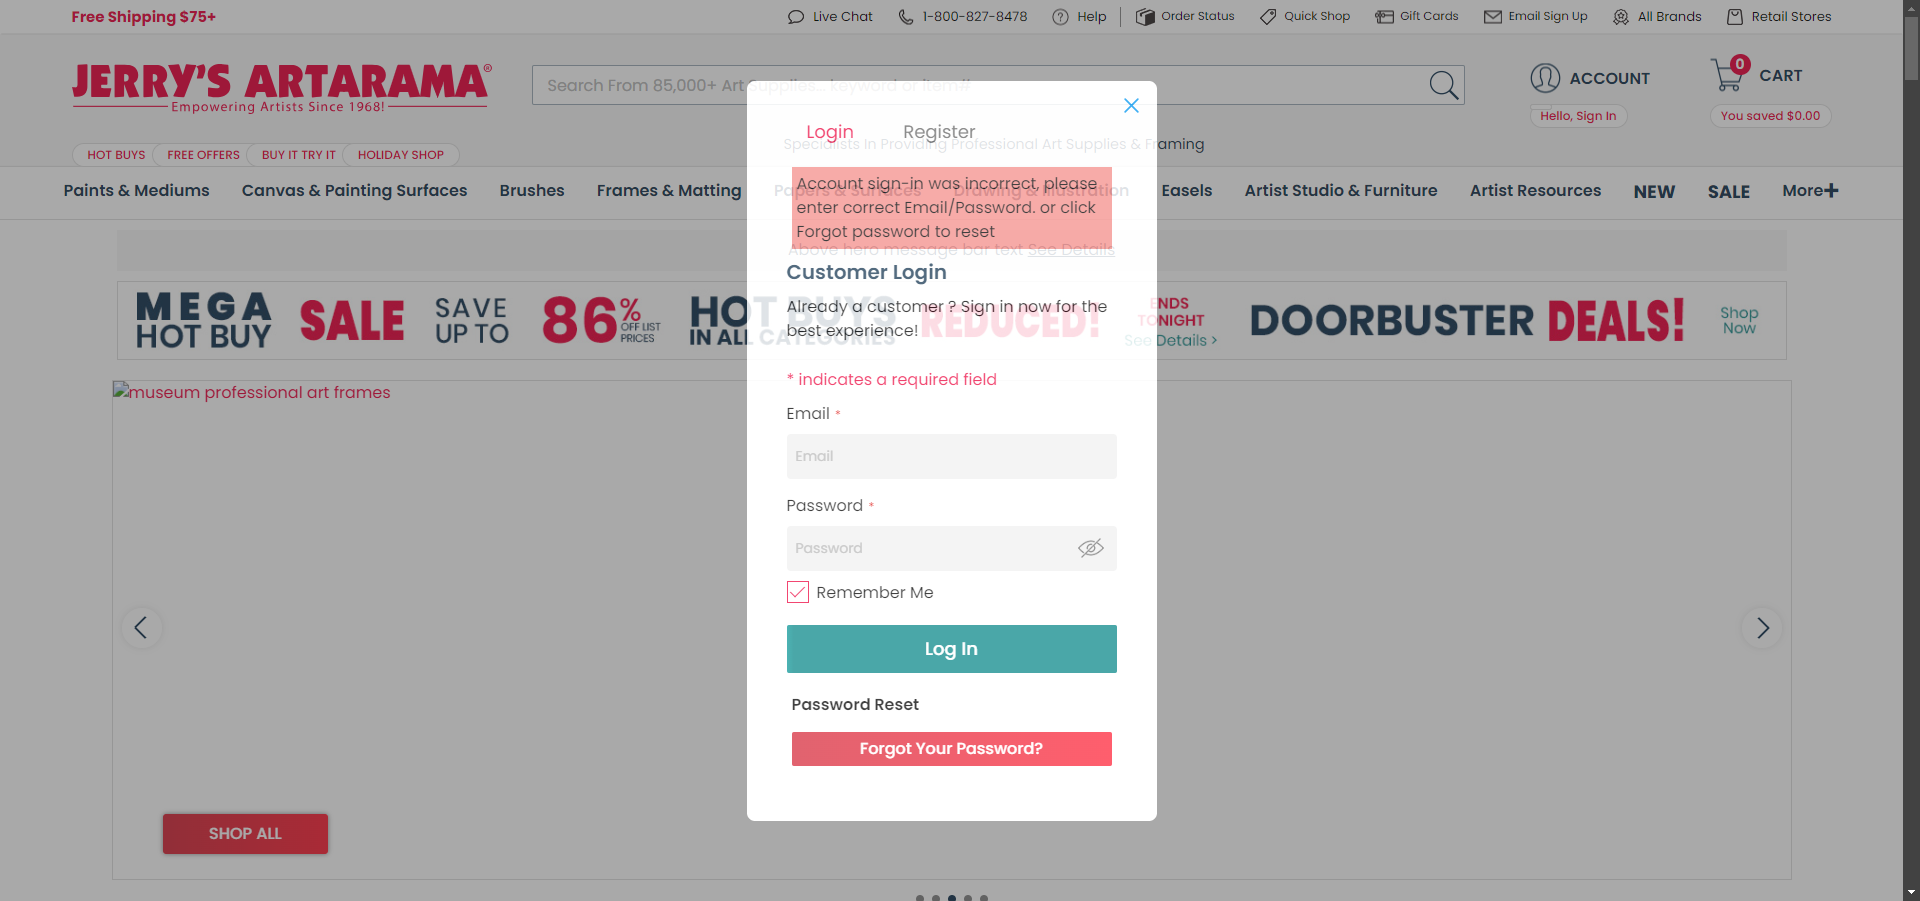 Free Shipping $75+
Live Chat
1-800-827-8478
Help
Order Status
Quick Shop
Gift Cards
Email Sign Up
All Brands
Retail Stores
JERRY'S ARTARAMA®
Empowering Artists Since 1968!
Search From 85,000+ Art Supplies... keyword or item#
ACCOUNT
Hello, Sign In
0
CART
You saved $0.00
HOT BUYS
FREE OFFERS
BUY IT TRY IT
HOLIDAY SHOP
Specialists In Providing Professional Art Supplies & Framing
Paints & Mediums
Canvas & Painting Surfaces
Brushes
Frames & Matting
Papers & Surfaces
Drawing & Illustration
Easels
Artist Studio & Furniture
Artist Resources
NEW
SALE
More+
Above hero message bar text See Details
MEGA
HOT BUY
SALE
SAVE
UP TO
86%
OFF LIST
PRICES
HOT BUYS
IN ALL CATEGORIES
REDUCED!
ENDS
TONIGHT
See Details >
DOORBUSTER DEALS!
Shop
Now
museum professional art frames
SHOP ALL
Login
Register
Account sign-in was incorrect, please
enter correct Email/Password. or click
Forgot password to reset
Customer Login
Already a customer ? Sign in now for the
best experience!
* indicates a required field
Email *
Email
Password *
Password
Remember Me
Log In
Password Reset
Forgot Your Password?